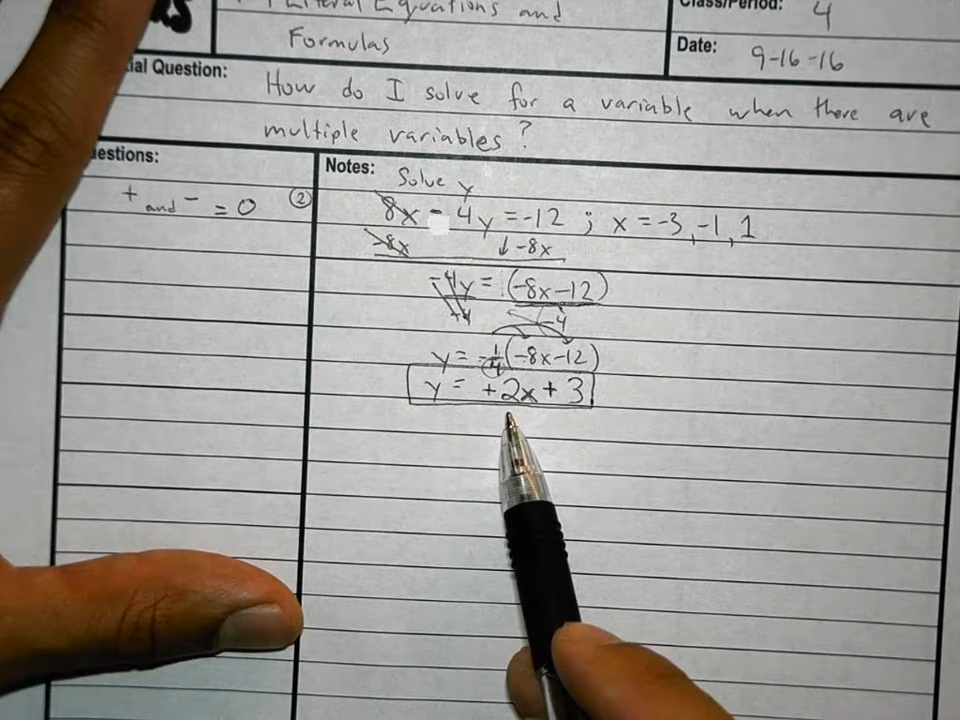 Literal Equations and
Formulas
Class/Period: 4
Date: 9-16-16
ial Question: How do I solve for a variable when there are
multiple variables?
estions:
Notes: Solve y
+ and - = 0
② 8x - 4y = -12 ; x = -3, -1, 1
-8x ↓ -8x
-4y = (-8x-12)
-4
y = -1/4(-8x-12)
y = +2x + 3